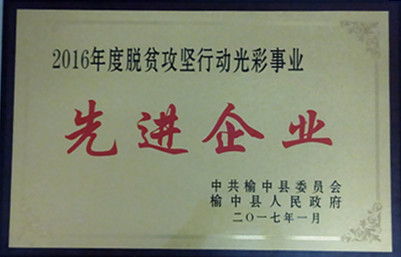 2016年度脱贫攻坚行动光彩事业
先进企业
中共榆中县委员会
榆中县人民政府
二〇一七年一月